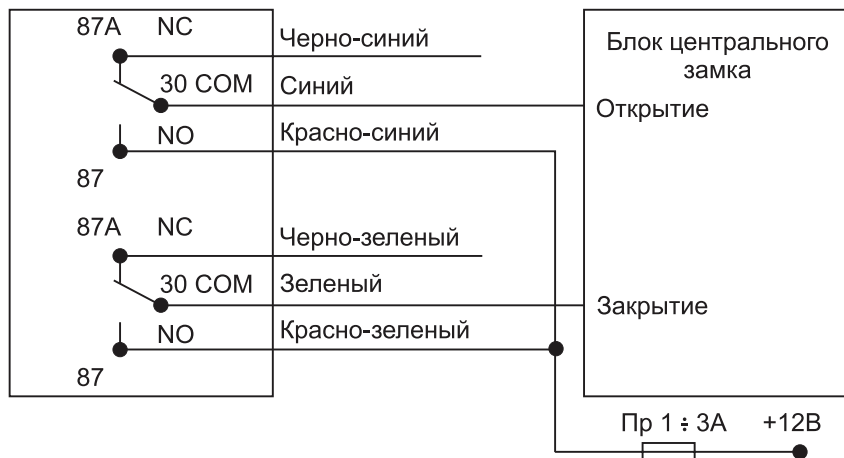 87A NC
Черно-синий
30 COM Синий
NO Красно-синий
87
87A NC
Черно-зеленый
30 COM Зеленый
NO Красно-зеленый
87
Блок центрального
замка
Открытие
Закрытие
Пр 1 ÷ 3А +12В